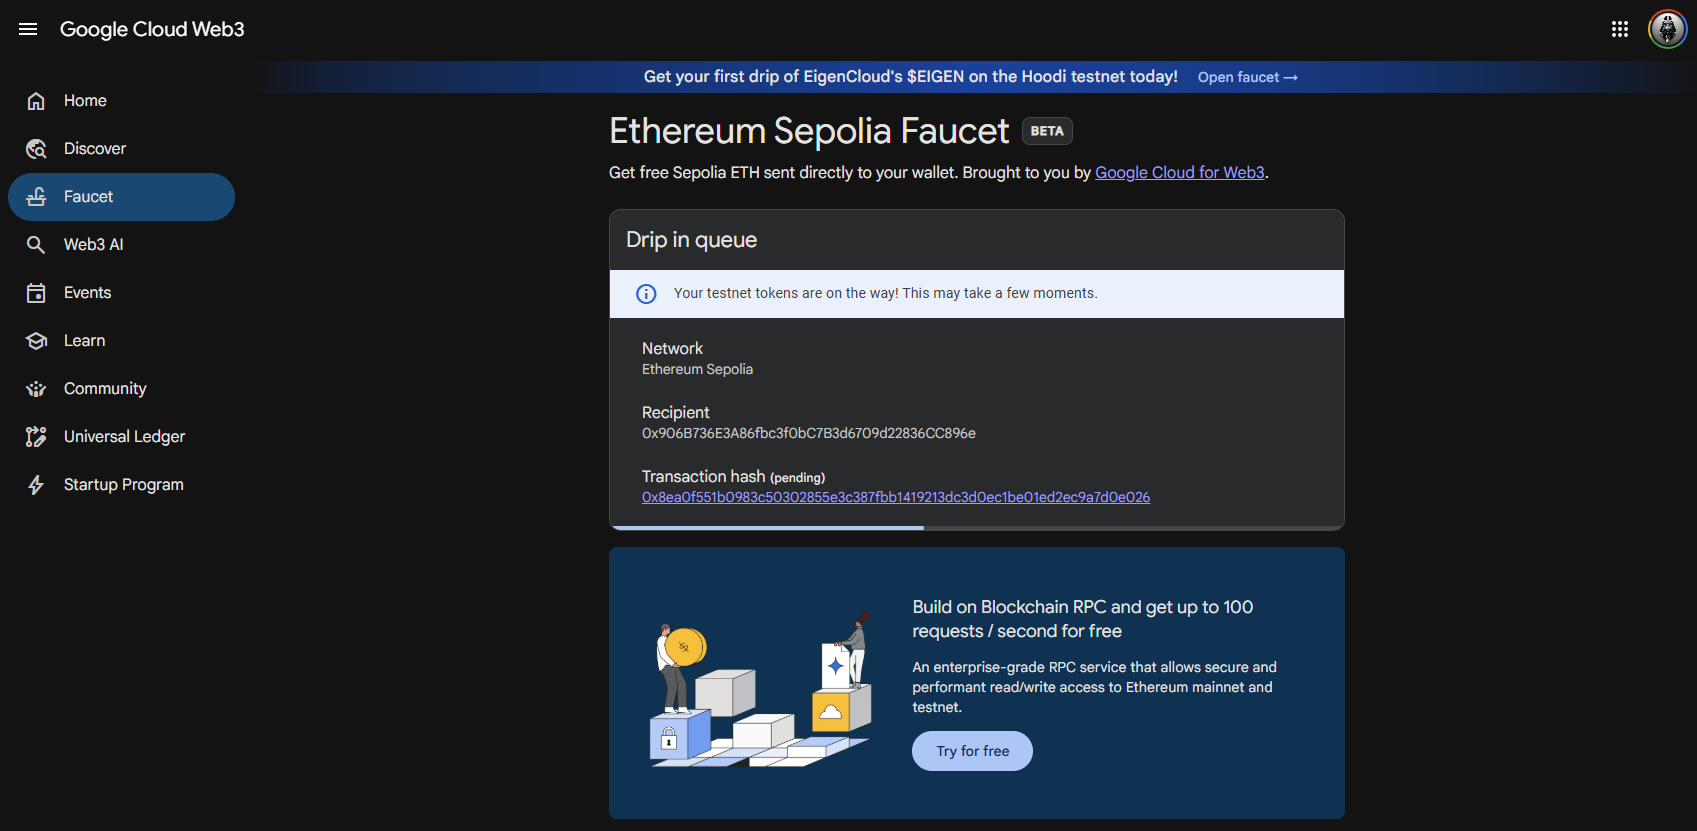 Google Cloud Web3
Home
Discover
Faucet
Web3 AI
Events
Learn
Community
Universal Ledger
Startup Program
Get your first drip of EigenCloud's $EIGEN on the Hoodi testnet today! Open faucet →
Ethereum Sepolia Faucet BETA
Get free Sepolia ETH sent directly to your wallet. Brought to you by Google Cloud for Web3.
Drip in queue
Your testnet tokens are on the way! This may take a few moments.
Network
Ethereum Sepolia
Recipient
0x906B736E3A86fbc3f0bC7B3d6709d22836CC896e
Transaction hash (pending)
0x8ea0f551b0983c50302855e3c387fbb1419213dc3d0ec1be01ed2ec9a7d0e026
Build on Blockchain RPC and get up to 100
requests / second for free
An enterprise-grade RPC service that allows secure and
performant read/write access to Ethereum mainnet and
testnet.
Try for free